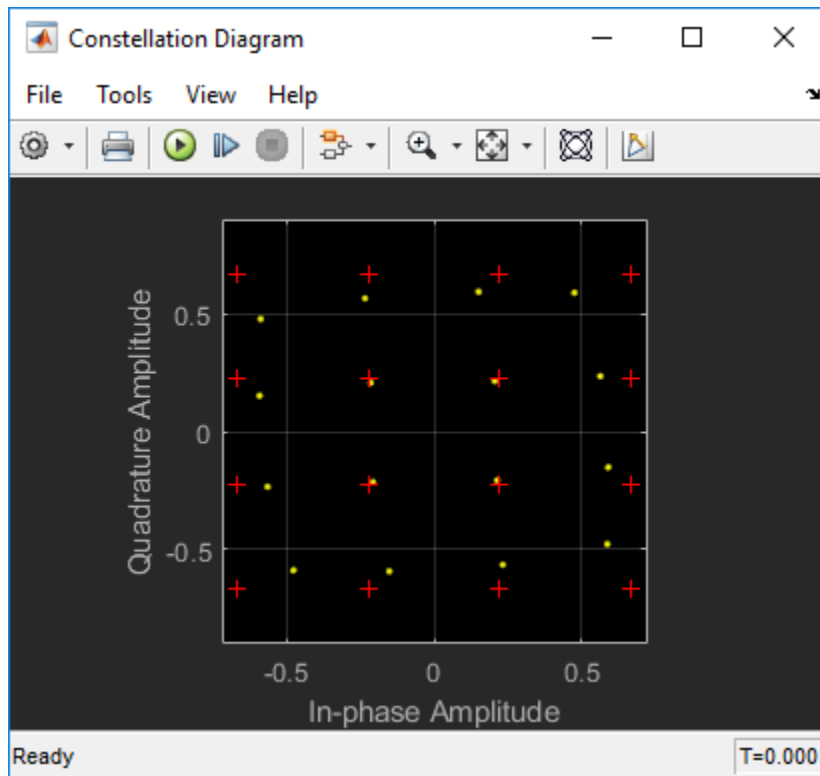 Constellation Diagram
File Tools View Help
Quadrature Amplitude
0.5
0
-0.5
-0.5 0 0.5
In-phase Amplitude
Ready T=0.000